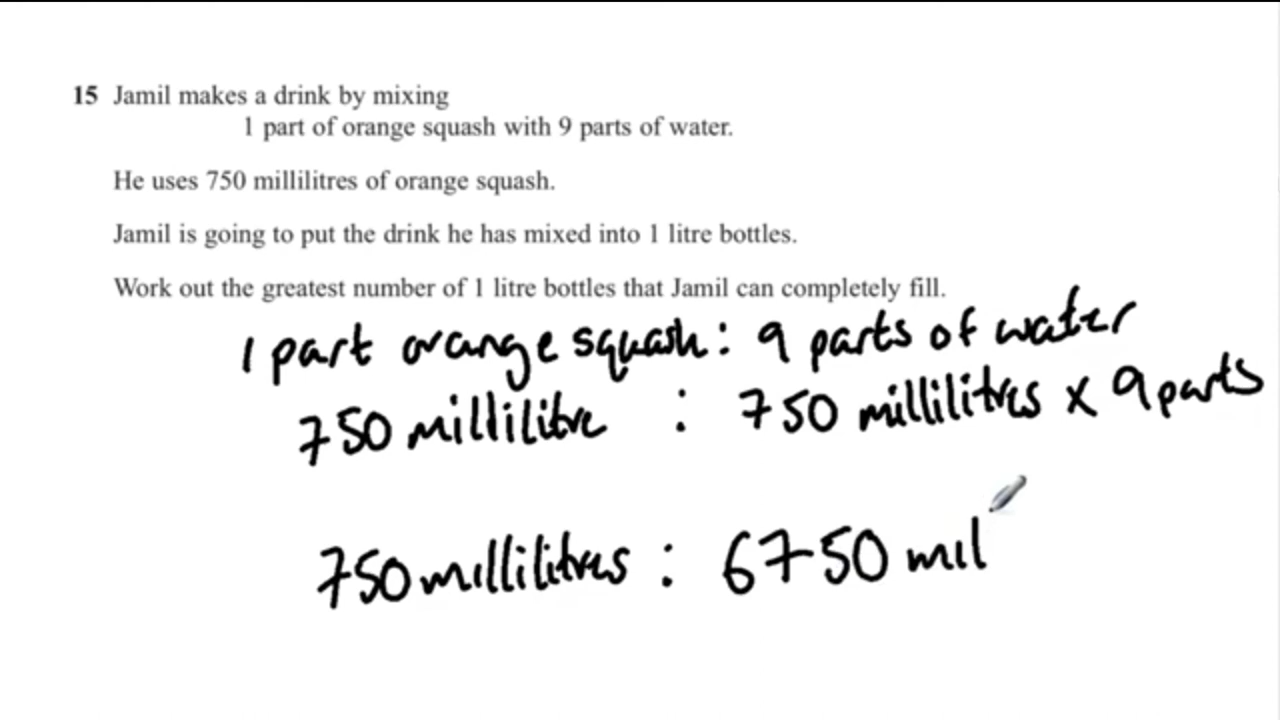 15 Jamil makes a drink by mixing
1 part of orange squash with 9 parts of water.
He uses 750 millilitres of orange squash.
Jamil is going to put the drink he has mixed into 1 litre bottles.
Work out the greatest number of 1 litre bottles that Jamil can completely fill.
1 part orange squash : 9 parts of water
750 millilitre : 750 millilitres x 9 parts
750 millilitres : 6750 mil